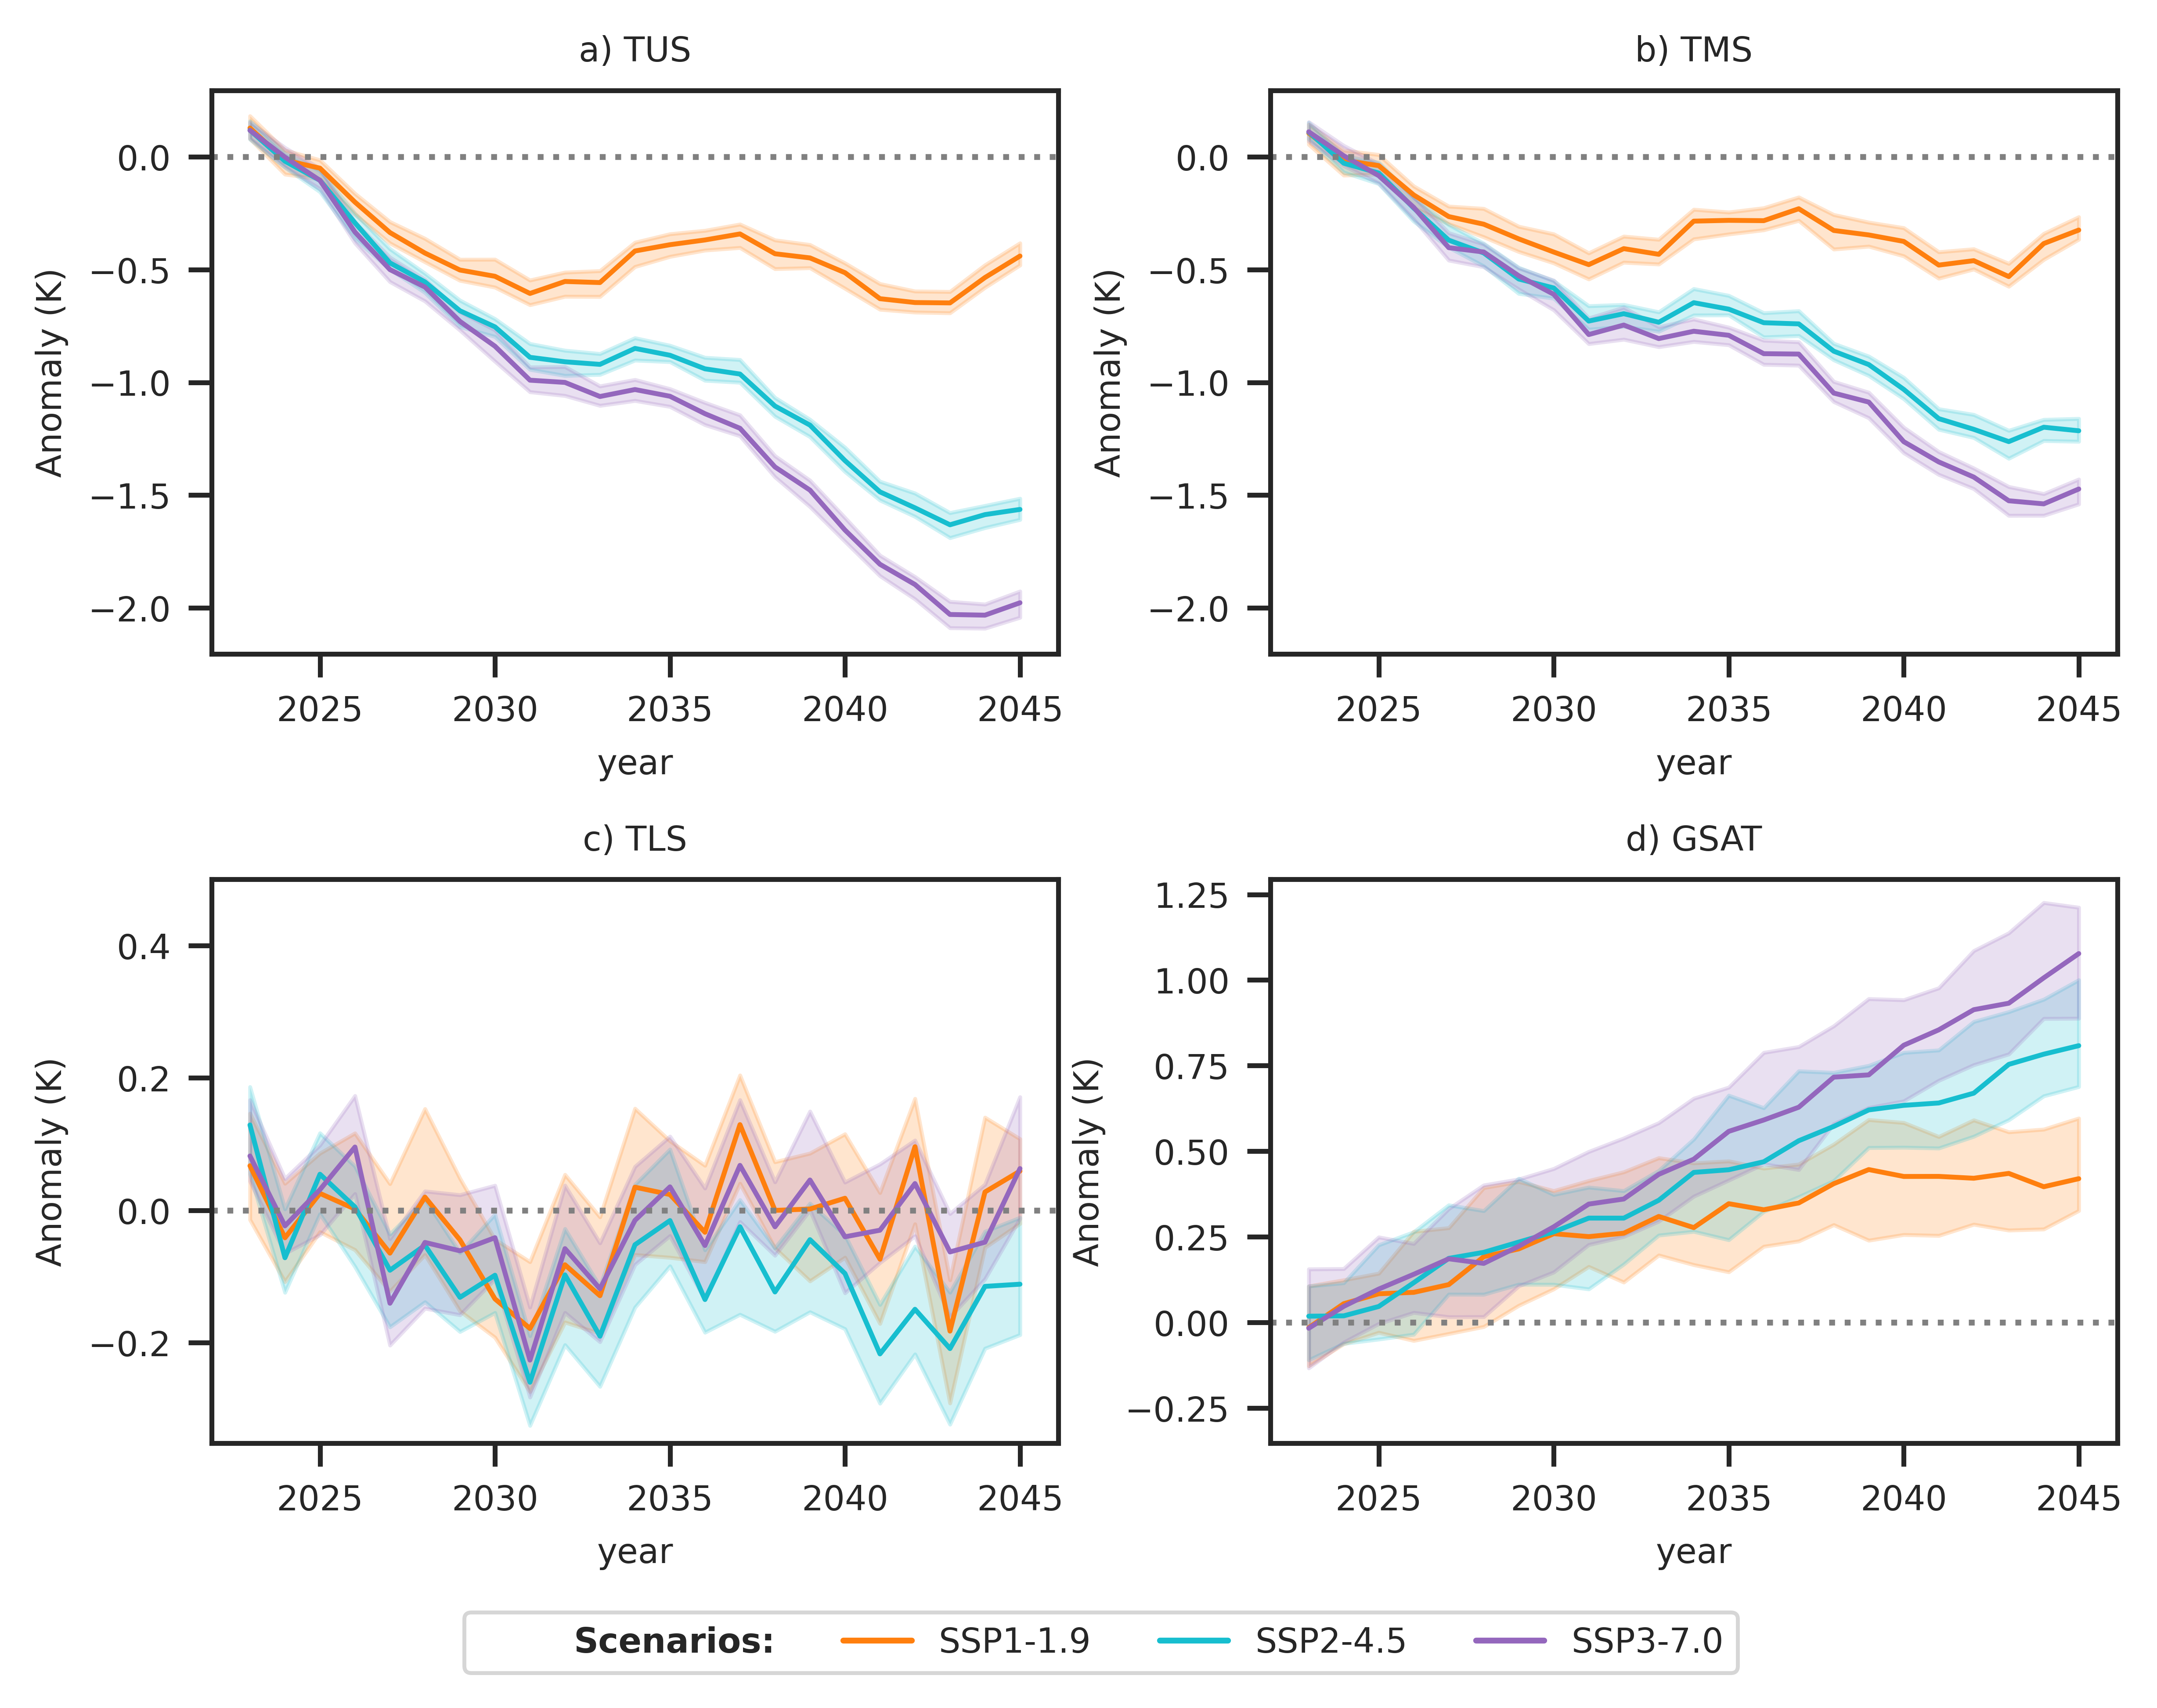 a) TUS
b) TMS
0.0
−0.5
−1.0
−1.5
−2.0
Anomaly (K)
2025 2030 2035 2040 2045
year
0.0
−0.5
−1.0
−1.5
−2.0
Anomaly (K)
2025 2030 2035 2040 2045
year
c) TLS
d) GSAT
0.4
0.2
0.0
−0.2
Anomaly (K)
2025 2030 2035 2040 2045
year
1.25
1.00
0.75
0.50
0.25
0.00
−0.25
Anomaly (K)
2025 2030 2035 2040 2045
year
Scenarios: SSP1-1.9 SSP2-4.5 SSP3-7.0